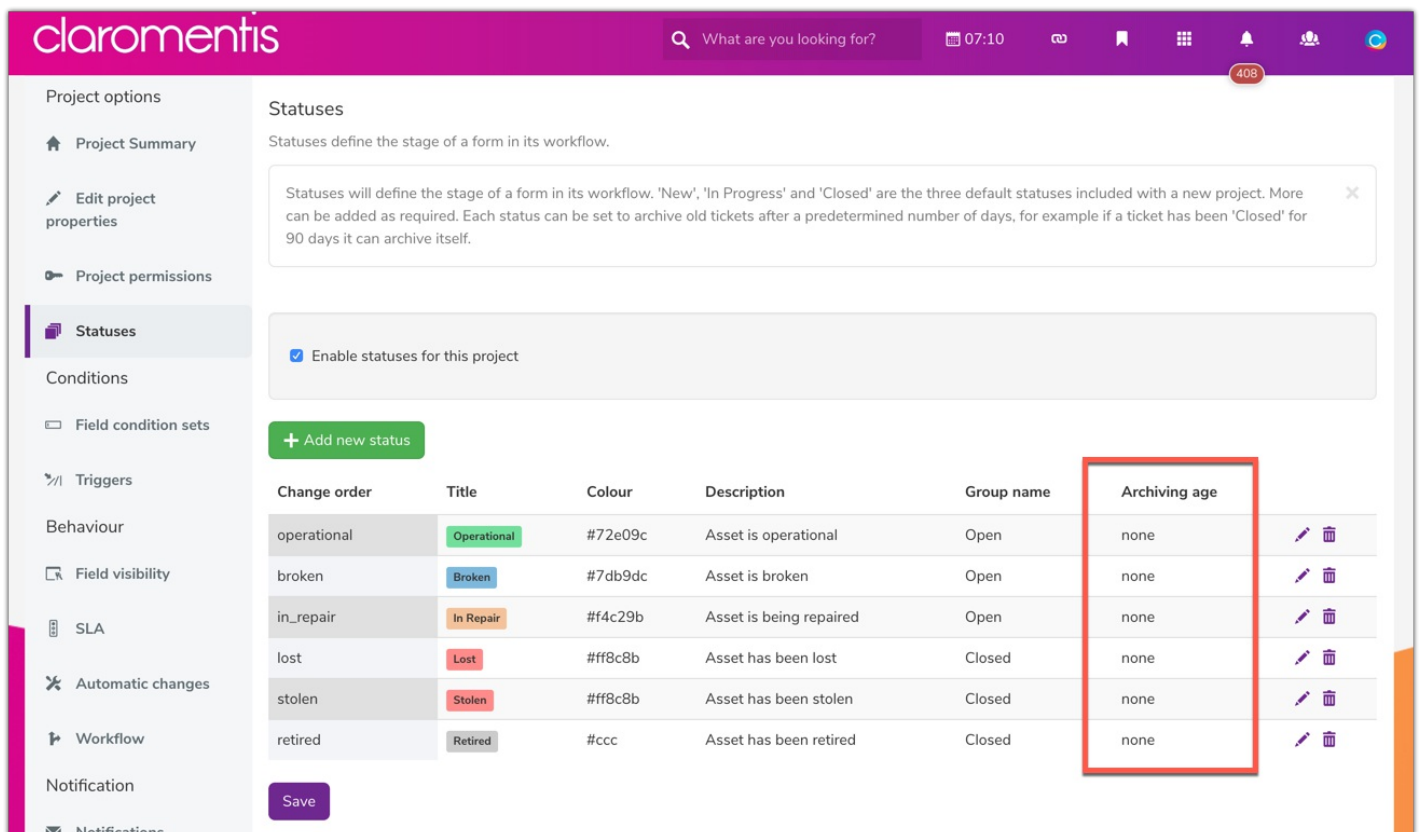 claromentis
What are you looking for?
07:10
408
Project options
Project Summary
Edit project
properties
Project permissions
Statuses
Conditions
Field condition sets
Triggers
Behaviour
Field visibility
SLA
Automatic changes
Workflow
Notification
Notifications
Statuses
Statuses define the stage of a form in its workflow.
Statuses will define the stage of a form in its workflow. 'New', 'In Progress' and 'Closed' are the three default statuses included with a new project. More
can be added as required. Each status can be set to archive old tickets after a predetermined number of days, for example if a ticket has been 'Closed' for
90 days it can archive itself.
Enable statuses for this project
Add new status
Change order Title Colour Description Group name Archiving age
operational Operational #72e09c Asset is operational Open none
broken Broken #7db9dc Asset is broken Open none
in_repair In Repair #f4c29b Asset is being repaired Open none
lost Lost #ff8c8b Asset has been lost Closed none
stolen Stolen #ff8c8b Asset has been stolen Closed none
retired Retired #ccc Asset has been retired Closed none
Save